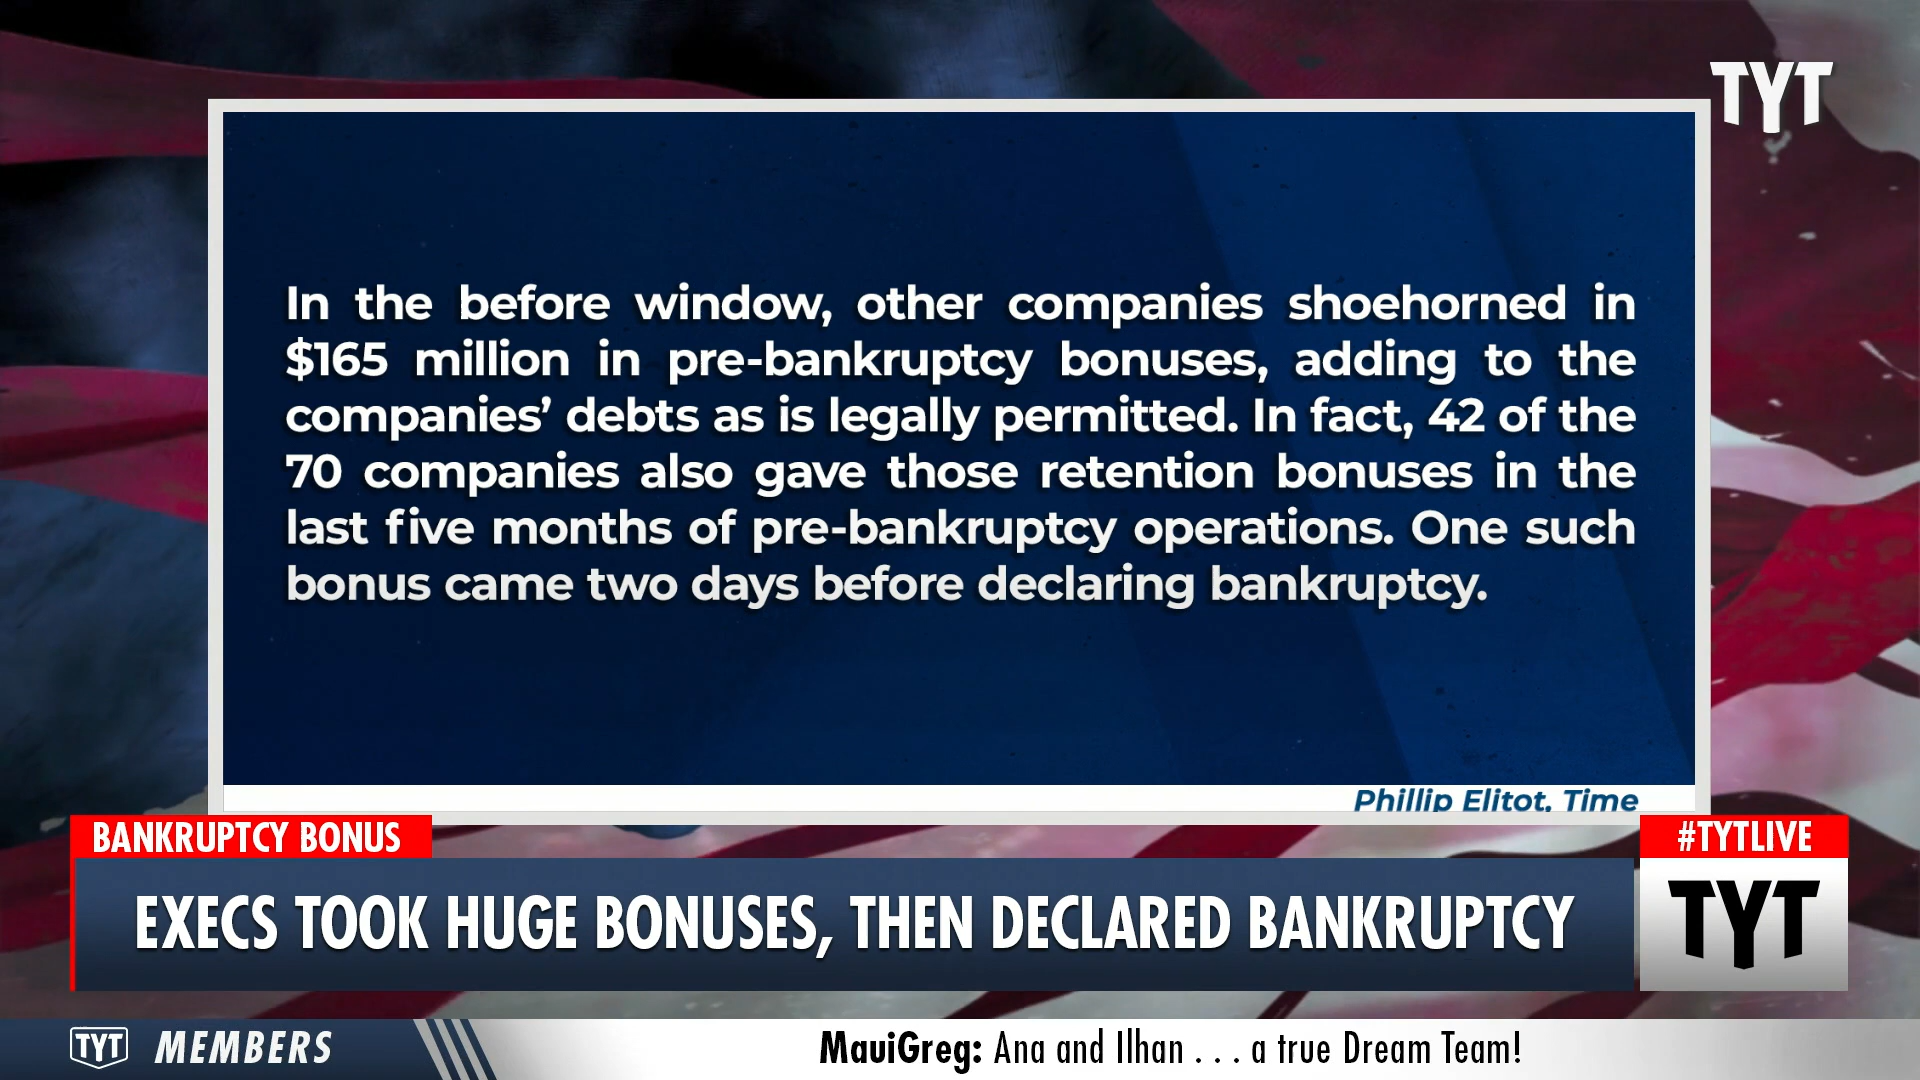 TYT
In the before window, other companies shoehorned in
$165 million in pre-bankruptcy bonuses, adding to the
companies’ debts as is legally permitted. In fact, 42 of the
70 companies also gave those retention bonuses in the
last five months of pre-bankruptcy operations. One such
bonus came two days before declaring bankruptcy.
Phillip Elitot, Time
BANKRUPTCY BONUS
#TYTLIVE
EXECS TOOK HUGE BONUSES, THEN DECLARED BANKRUPTCY
TYT
TYT MEMBERS
MauiGreg: Ana and Ilhan . . . a true Dream Team!